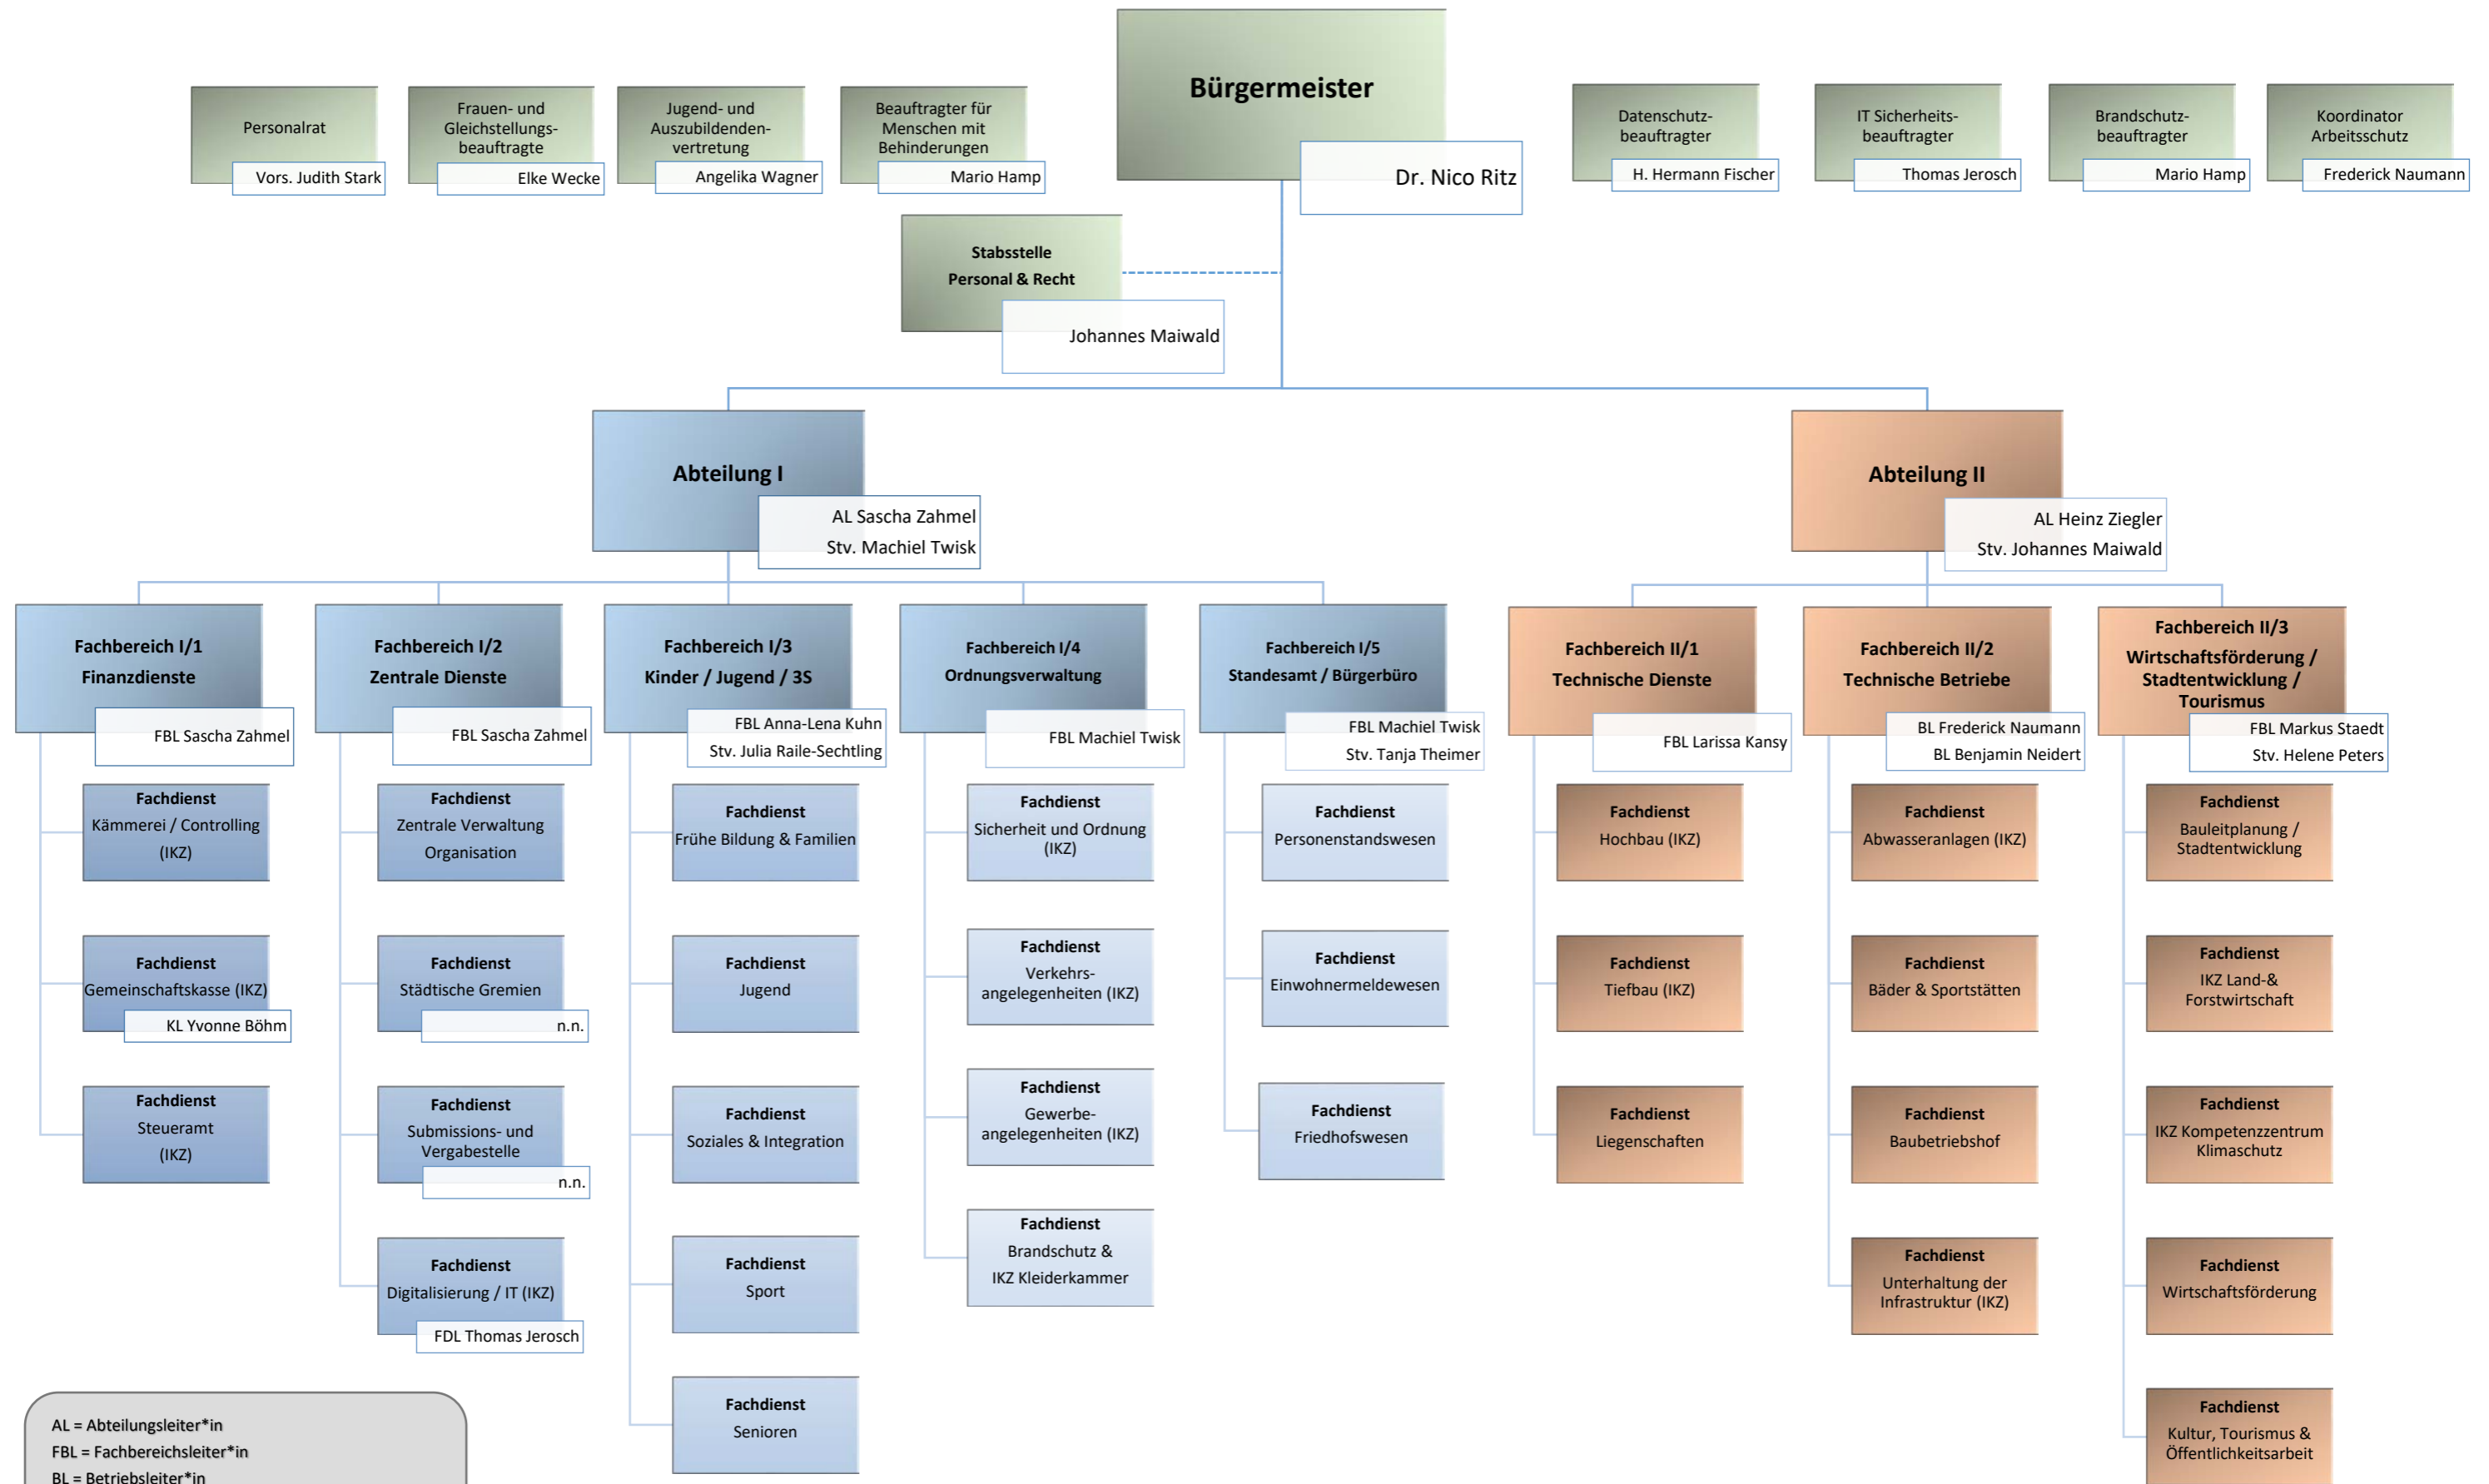 Bürgermeister
Dr. Nico Ritz
Personalrat
Vors. Judith Stark
Frauen- und
Gleichstellungs-
beauftragte
Elke Wecke
Jugend- und
Auszubildenden-
vertretung
Angelika Wagner
Beauftragter für
Menschen mit
Behinderungen
Mario Hamp
Datenschutz-
beauftragter
H. Hermann Fischer
IT Sicherheits-
beauftragter
Thomas Jerosch
Brandschutz-
beauftragter
Mario Hamp
Koordinator
Arbeitsschutz
Frederick Naumann
Stabsstelle
Personal & Recht
Johannes Maiwald
Abteilung I
AL Sascha Zahmel
Stv. Machiel Twisk
Abteilung II
AL Heinz Ziegler
Stv. Johannes Maiwald
Fachbereich I/1
Finanzdienste
FBL Sascha Zahmel
Fachdienst
Kämmerei / Controlling
(IKZ)
Fachdienst
Gemeinschaftskasse (IKZ)
KL Yvonne Böhm
Fachdienst
Steueramt
(IKZ)
Fachbereich I/2
Zentrale Dienste
FBL Sascha Zahmel
Fachdienst
Zentrale Verwaltung
Organisation
Fachdienst
Städtische Gremien
n.n.
Fachdienst
Submissions- und
Vergabestelle
n.n.
Fachdienst
Digitalisierung / IT (IKZ)
FDL Thomas Jerosch
Fachbereich I/3
Kinder / Jugend / 3S
FBL Anna-Lena Kuhn
Stv. Julia Raile-Sechtling
Fachdienst
Frühe Bildung & Familien
Fachdienst
Jugend
Fachdienst
Soziales & Integration
Fachdienst
Sport
Fachdienst
Senioren
Fachbereich I/4
Ordnungsverwaltung
FBL Machiel Twisk
Fachdienst
Sicherheit und Ordnung
(IKZ)
Fachdienst
Verkehrs-
angelegenheiten (IKZ)
Fachdienst
Gewerbe-
angelegenheiten (IKZ)
Fachdienst
Brandschutz &
IKZ Kleiderkammer
Fachbereich I/5
Standesamt / Bürgerbüro
FBL Machiel Twisk
Stv. Tanja Theimer
Fachdienst
Personenstandswesen
Fachdienst
Einwohnermeldewesen
Fachdienst
Friedhofswesen
Fachbereich II/1
Technische Dienste
FBL Larissa Kansy
Fachdienst
Hochbau (IKZ)
Fachdienst
Tiefbau (IKZ)
Fachdienst
Liegenschaften
Fachbereich II/2
Technische Betriebe
BL Frederick Naumann
BL Benjamin Neidert
Fachdienst
Abwasseranlagen (IKZ)
Fachdienst
Bäder & Sportstätten
Fachdienst
Baubetriebshof
Fachdienst
Unterhaltung der
Infrastruktur (IKZ)
Fachbereich II/3
Wirtschaftsförderung /
Stadtentwicklung /
Tourismus
FBL Markus Staedt
Stv. Helene Peters
Fachdienst
Bauleitplanung /
Stadtentwicklung
Fachdienst
IKZ Land-&
Forstwirtschaft
Fachdienst
IKZ Kompetenzzentrum
Klimaschutz
Fachdienst
Wirtschaftsförderung
Fachdienst
Kultur, Tourismus &
Öffentlichkeitsarbeit
AL = Abteilungsleiter*in
FBL = Fachbereichsleiter*in
BL = Betriebsleiter*in